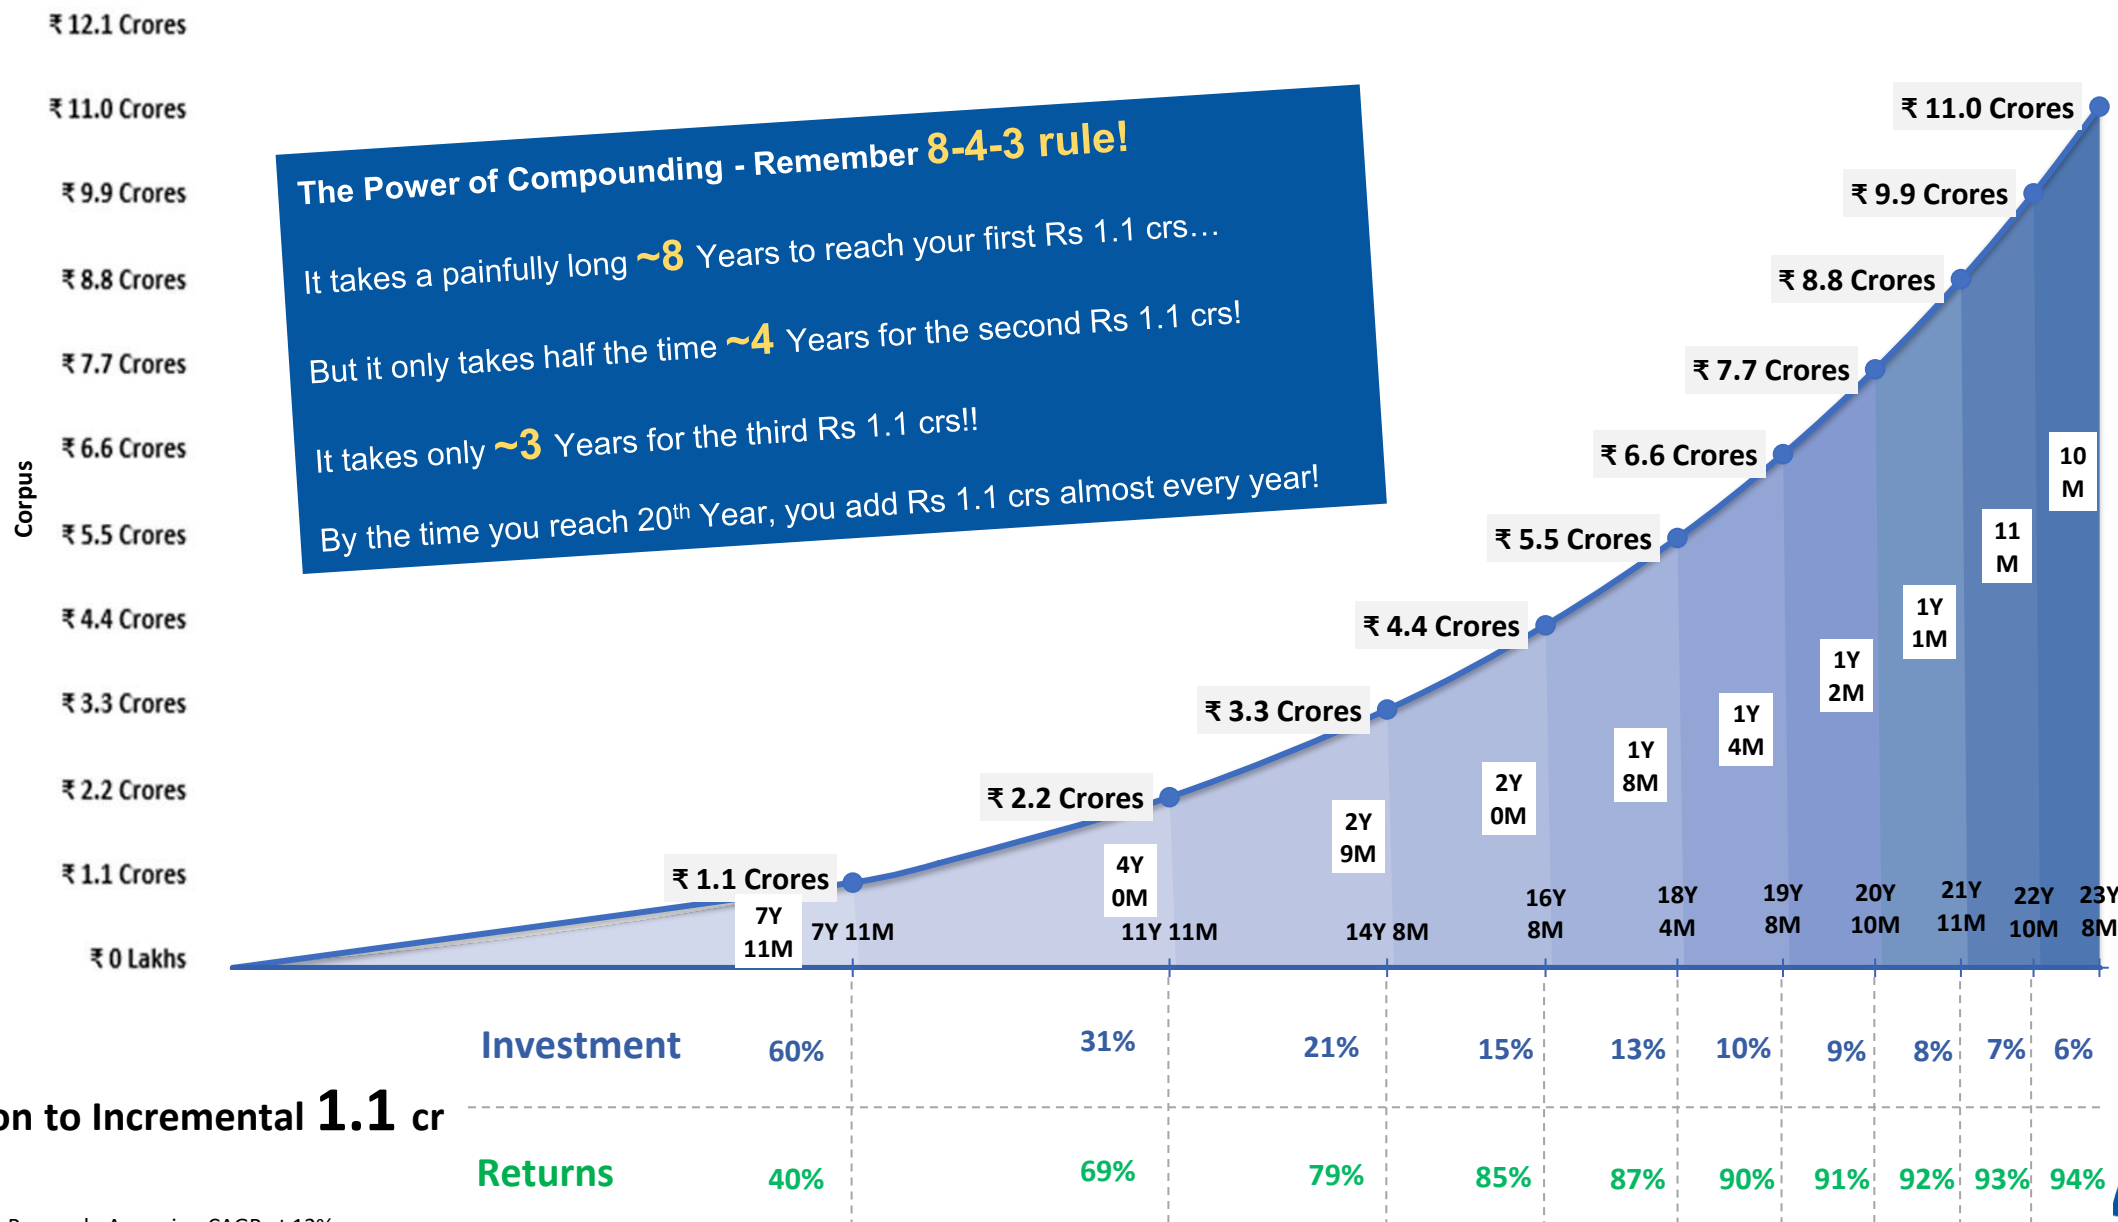 ₹ 12.1 Crores
₹ 11.0 Crores
₹ 9.9 Crores
₹ 8.8 Crores
₹ 7.7 Crores
₹ 6.6 Crores
₹ 5.5 Crores
₹ 4.4 Crores
₹ 3.3 Crores
₹ 2.2 Crores
₹ 1.1 Crores
₹ 0 Lakhs
Corpus
The Power of Compounding - Remember 8-4-3 rule!
It takes a painfully long ~8 Years to reach your first Rs 1.1 crs…
But it only takes half the time ~4 Years for the second Rs 1.1 crs!
It takes only ~3 Years for the third Rs 1.1 crs!!
By the time you reach 20th Year, you add Rs 1.1 crs almost every year!
₹ 1.1 Crores
₹ 2.2 Crores
₹ 3.3 Crores
₹ 4.4 Crores
₹ 5.5 Crores
₹ 6.6 Crores
₹ 7.7 Crores
₹ 8.8 Crores
₹ 9.9 Crores
₹ 11.0 Crores
7Y
11M
4Y
0M
2Y
9M
2Y
0M
1Y
8M
1Y
4M
1Y
2M
1Y
1M
11
M
10
M
7Y 11M
11Y 11M
14Y 8M
16Y
8M
18Y
4M
19Y
8M
20Y
10M
21Y
11M
22Y
10M
23Y
8M
Investment 60% 31% 21% 15% 13% 10% 9% 8% 7% 6%
on to Incremental 1.1 cr
Returns 40% 69% 79% 85% 87% 90% 91% 92% 93% 94%